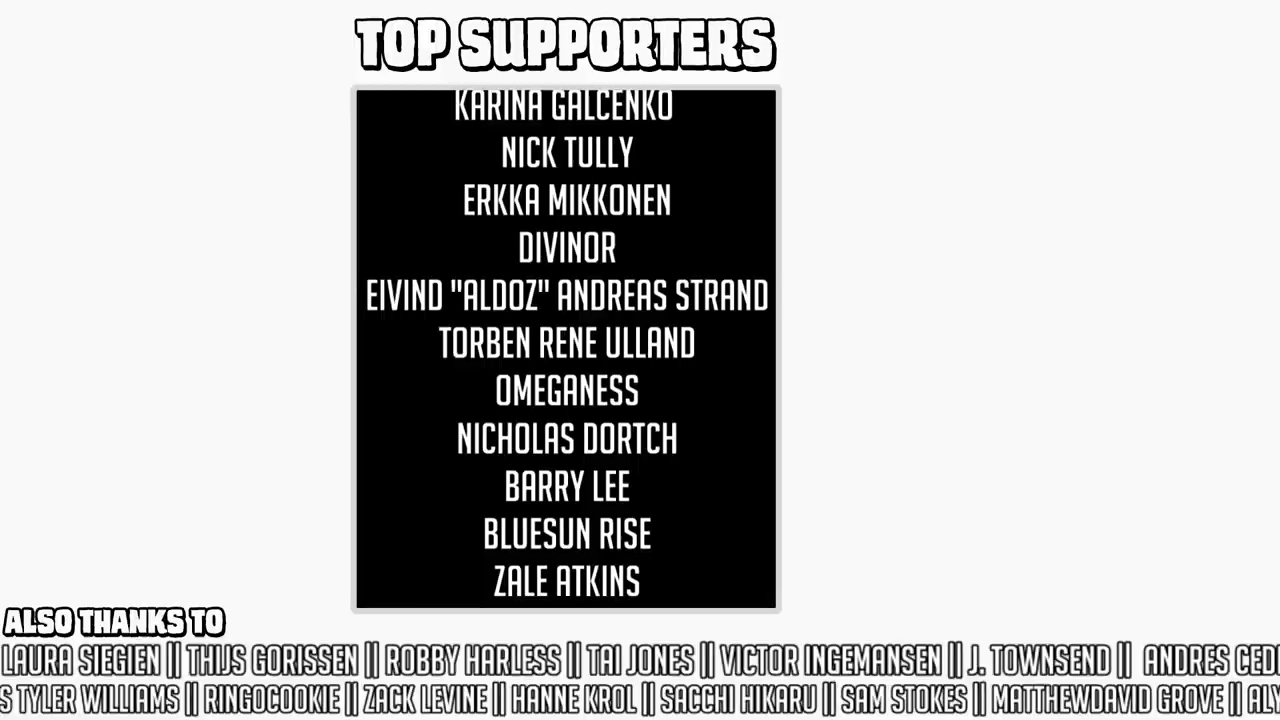 TOP SUPPORTERS
KARINA GALCENKO
NICK TULLY
ERKKA MIKKONEN
DIVINOR
EIVIND "ALDOZ" ANDREAS STRAND
TORBEN RENE ULLAND
OMEGANESS
NICHOLAS DORTCH
BARRY LEE
BLUESUN RISE
ZALE ATKINS
ALSO THANKS TO
LAURA SIEGIEN || THIJS GORISSEN || ROBBY HARLESS || TAI JONES || VICTOR INGEMANSEN || J. TOWNSEND || ANDRES
TYLER WILLIAMS || RINGOCOOKIE || ZACK LEVINE || HANNE KROL || SACCHI HIKARU || SAM STOKES || MATTHEWDAVID GROVE ||